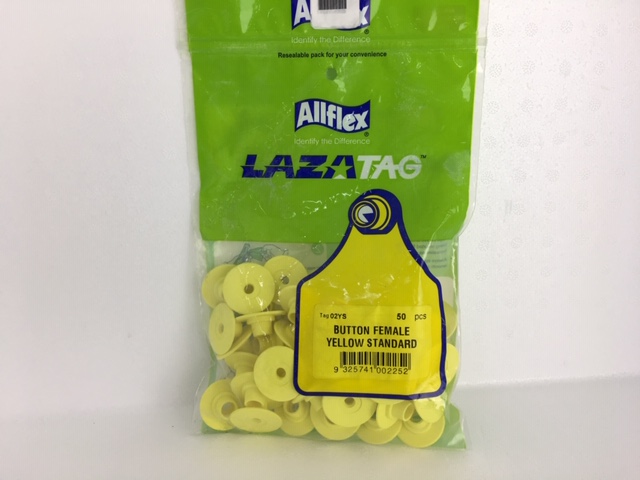 Allflex
Identify the Difference
Resealable pack for your convenience
Allflex®
Identify the Difference
LAZATAG™
Tag 02YS 50 pcs
BUTTON FEMALE
YELLOW STANDARD
9 325741 002252